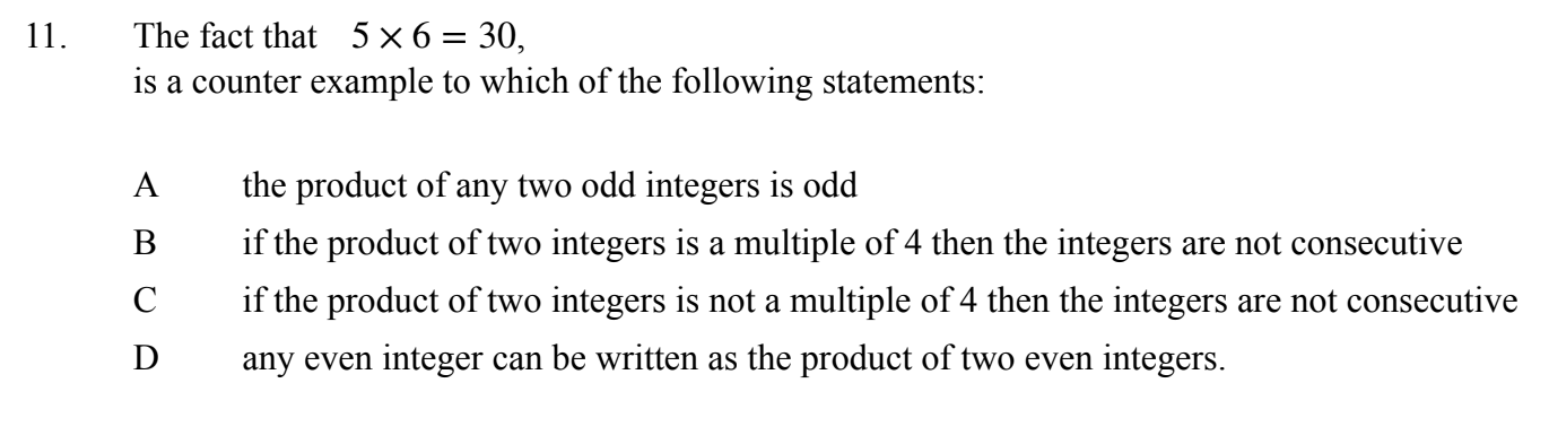 11. The fact that 5 × 6 = 30,
is a counter example to which of the following statements:
A the product of any two odd integers is odd
B if the product of two integers is a multiple of 4 then the integers are not consecutive
C if the product of two integers is not a multiple of 4 then the integers are not consecutive
D any even integer can be written as the product of two even integers.